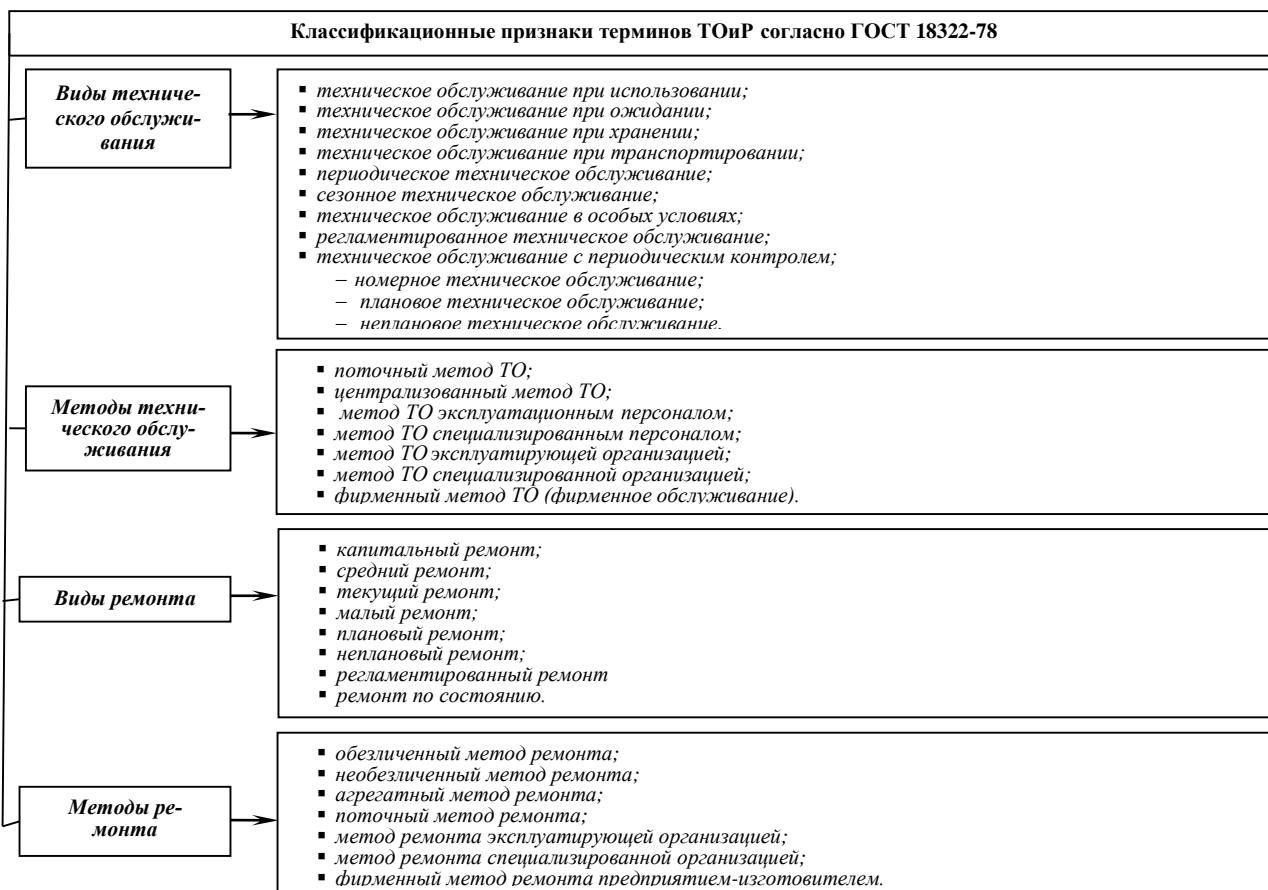 Классификационные признаки терминов ТОиР согласно ГОСТ 18322-78
Виды техниче-
ского обслужи-
вания
▪ техническое обслуживание при использовании;
▪ техническое обслуживание при ожидании;
▪ техническое обслуживание при хранении;
▪ техническое обслуживание при транспортировании;
▪ периодическое техническое обслуживание;
▪ сезонное техническое обслуживание;
▪ техническое обслуживание в особых условиях;
▪ регламентированное техническое обслуживание;
▪ техническое обслуживание с периодическим контролем;
– номерное техническое обслуживание;
– плановое техническое обслуживание;
– неплановое техническое обслуживание.
Методы техни-
ческого обслу-
живания
▪ поточный метод ТО;
▪ централизованный метод ТО;
▪ метод ТО эксплуатационным персоналом;
▪ метод ТО специализированным персоналом;
▪ метод ТО эксплуатирующей организацией;
▪ метод ТО специализированной организацией;
▪ фирменный метод ТО (фирменное обслуживание).
Виды ремонта
▪ капитальный ремонт;
▪ средний ремонт;
▪ текущий ремонт;
▪ малый ремонт;
▪ плановый ремонт;
▪ неплановый ремонт;
▪ регламентированный ремонт
▪ ремонт по состоянию.
Методы ре-
монта
▪ обезличенный метод ремонта;
▪ необезличенный метод ремонта;
▪ агрегатный метод ремонта;
▪ поточный метод ремонта;
▪ метод ремонта эксплуатирующей организацией;
▪ метод ремонта специализированной организацией;
▪ фирменный метод ремонта предприятием-изготовителем.